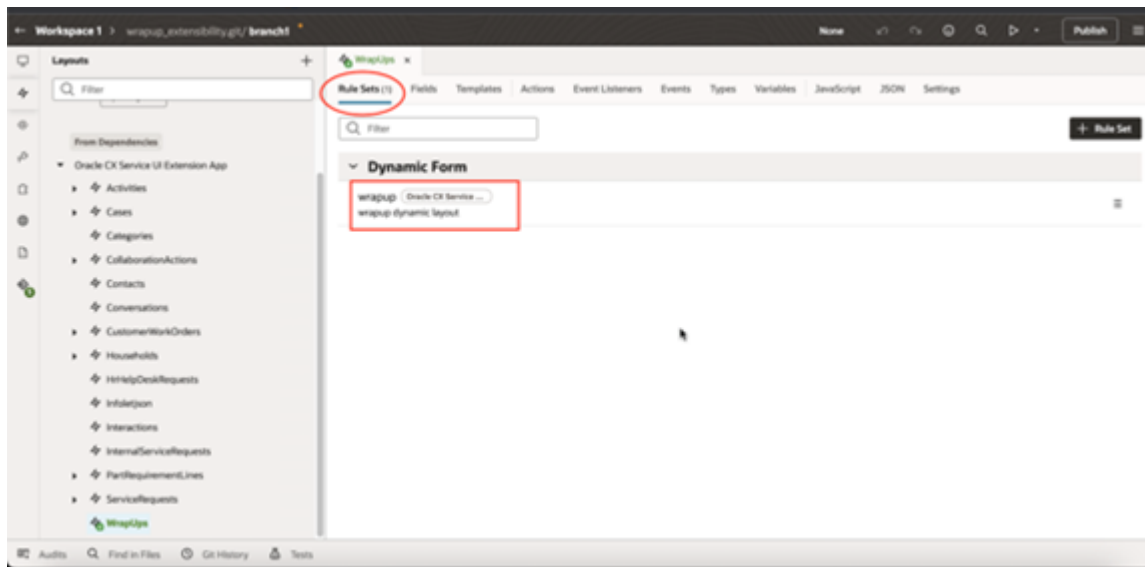 Workspace 1 > wrapup_extensibility.git/ branch1
None
Publish
Layouts
WrapUps
Filter
Rule Sets (1) Fields Templates Actions Event Listeners Events Types Variables JavaScript JSON Settings
Filter
+ Rule Set
From Dependencies
Oracle CX Service UI Extension App
Dynamic Form
Activities
wrapup Oracle CX Service ...
wrapup dynamic layout
Cases
Categories
CollaborationActions
Contacts
Conversations
CustomerWorkOrders
Households
HrHelpDeskRequests
Infoletjson
Interactions
InternalServiceRequests
PartRequirementLines
ServiceRequests
WrapUps
Audits Find in Files Git History Tests